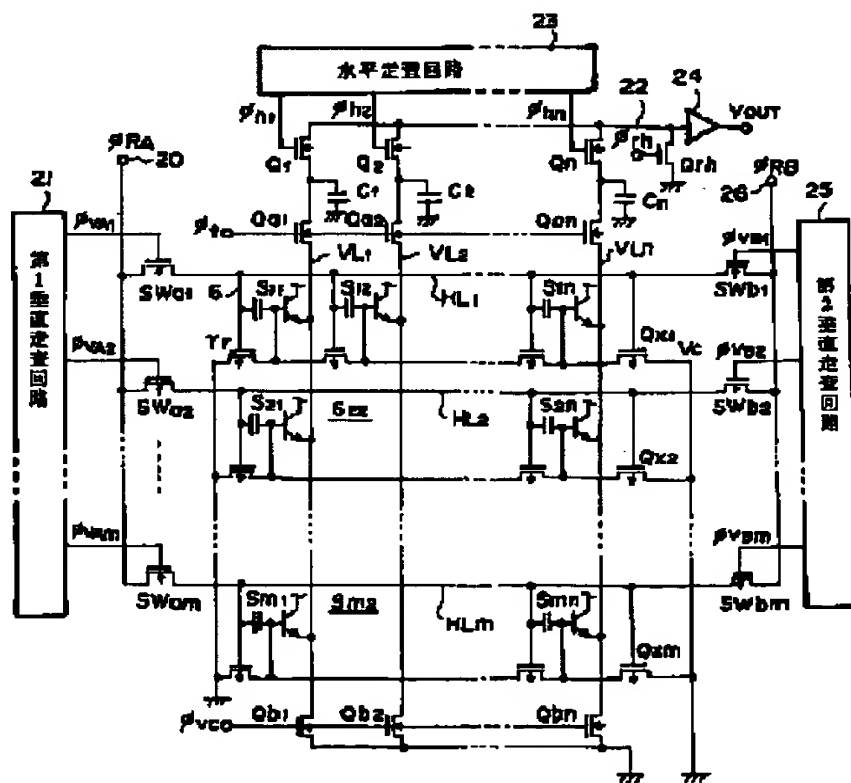 23
水平走査回路
22
24
φh1
φh2
φhn
φrh
VOUT
φRA
20
Q1
Q2
Qn
Qrh
φRB
26
25
21
C1
C2
Cn
φVA1
φt
Qa1
Qa2
Qan
φVB1
VL1
VL2
VLn
SWa1
SWb1
6
S11
S12
HL1
S1n
Tr
Qx1
Vc
第1垂直走査回路
第2垂直走査回路
φVA2
φVB2
SWa2
SWb2
S21
S22
HL2
S2n
Qx2
φVAm
φVBm
SWam
SWbm
Sm1
Sm2
HLm
Smn
Qxm
φVC
Qb1
Qb2
Qbn